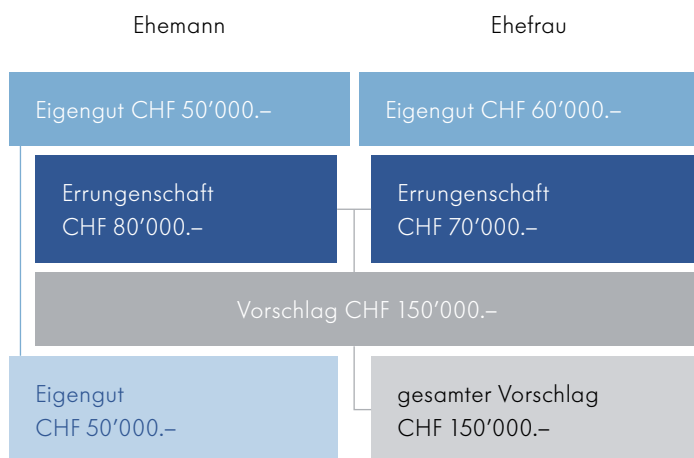 Ehemann
Ehefrau
Eigengut CHF 50’000.–
Eigengut CHF 60’000.–
Errungenschaft
CHF 80’000.–
Errungenschaft
CHF 70’000.–
Vorschlag CHF 150’000.–
Eigengut
CHF 50’000.–
gesamter Vorschlag
CHF 150’000.–